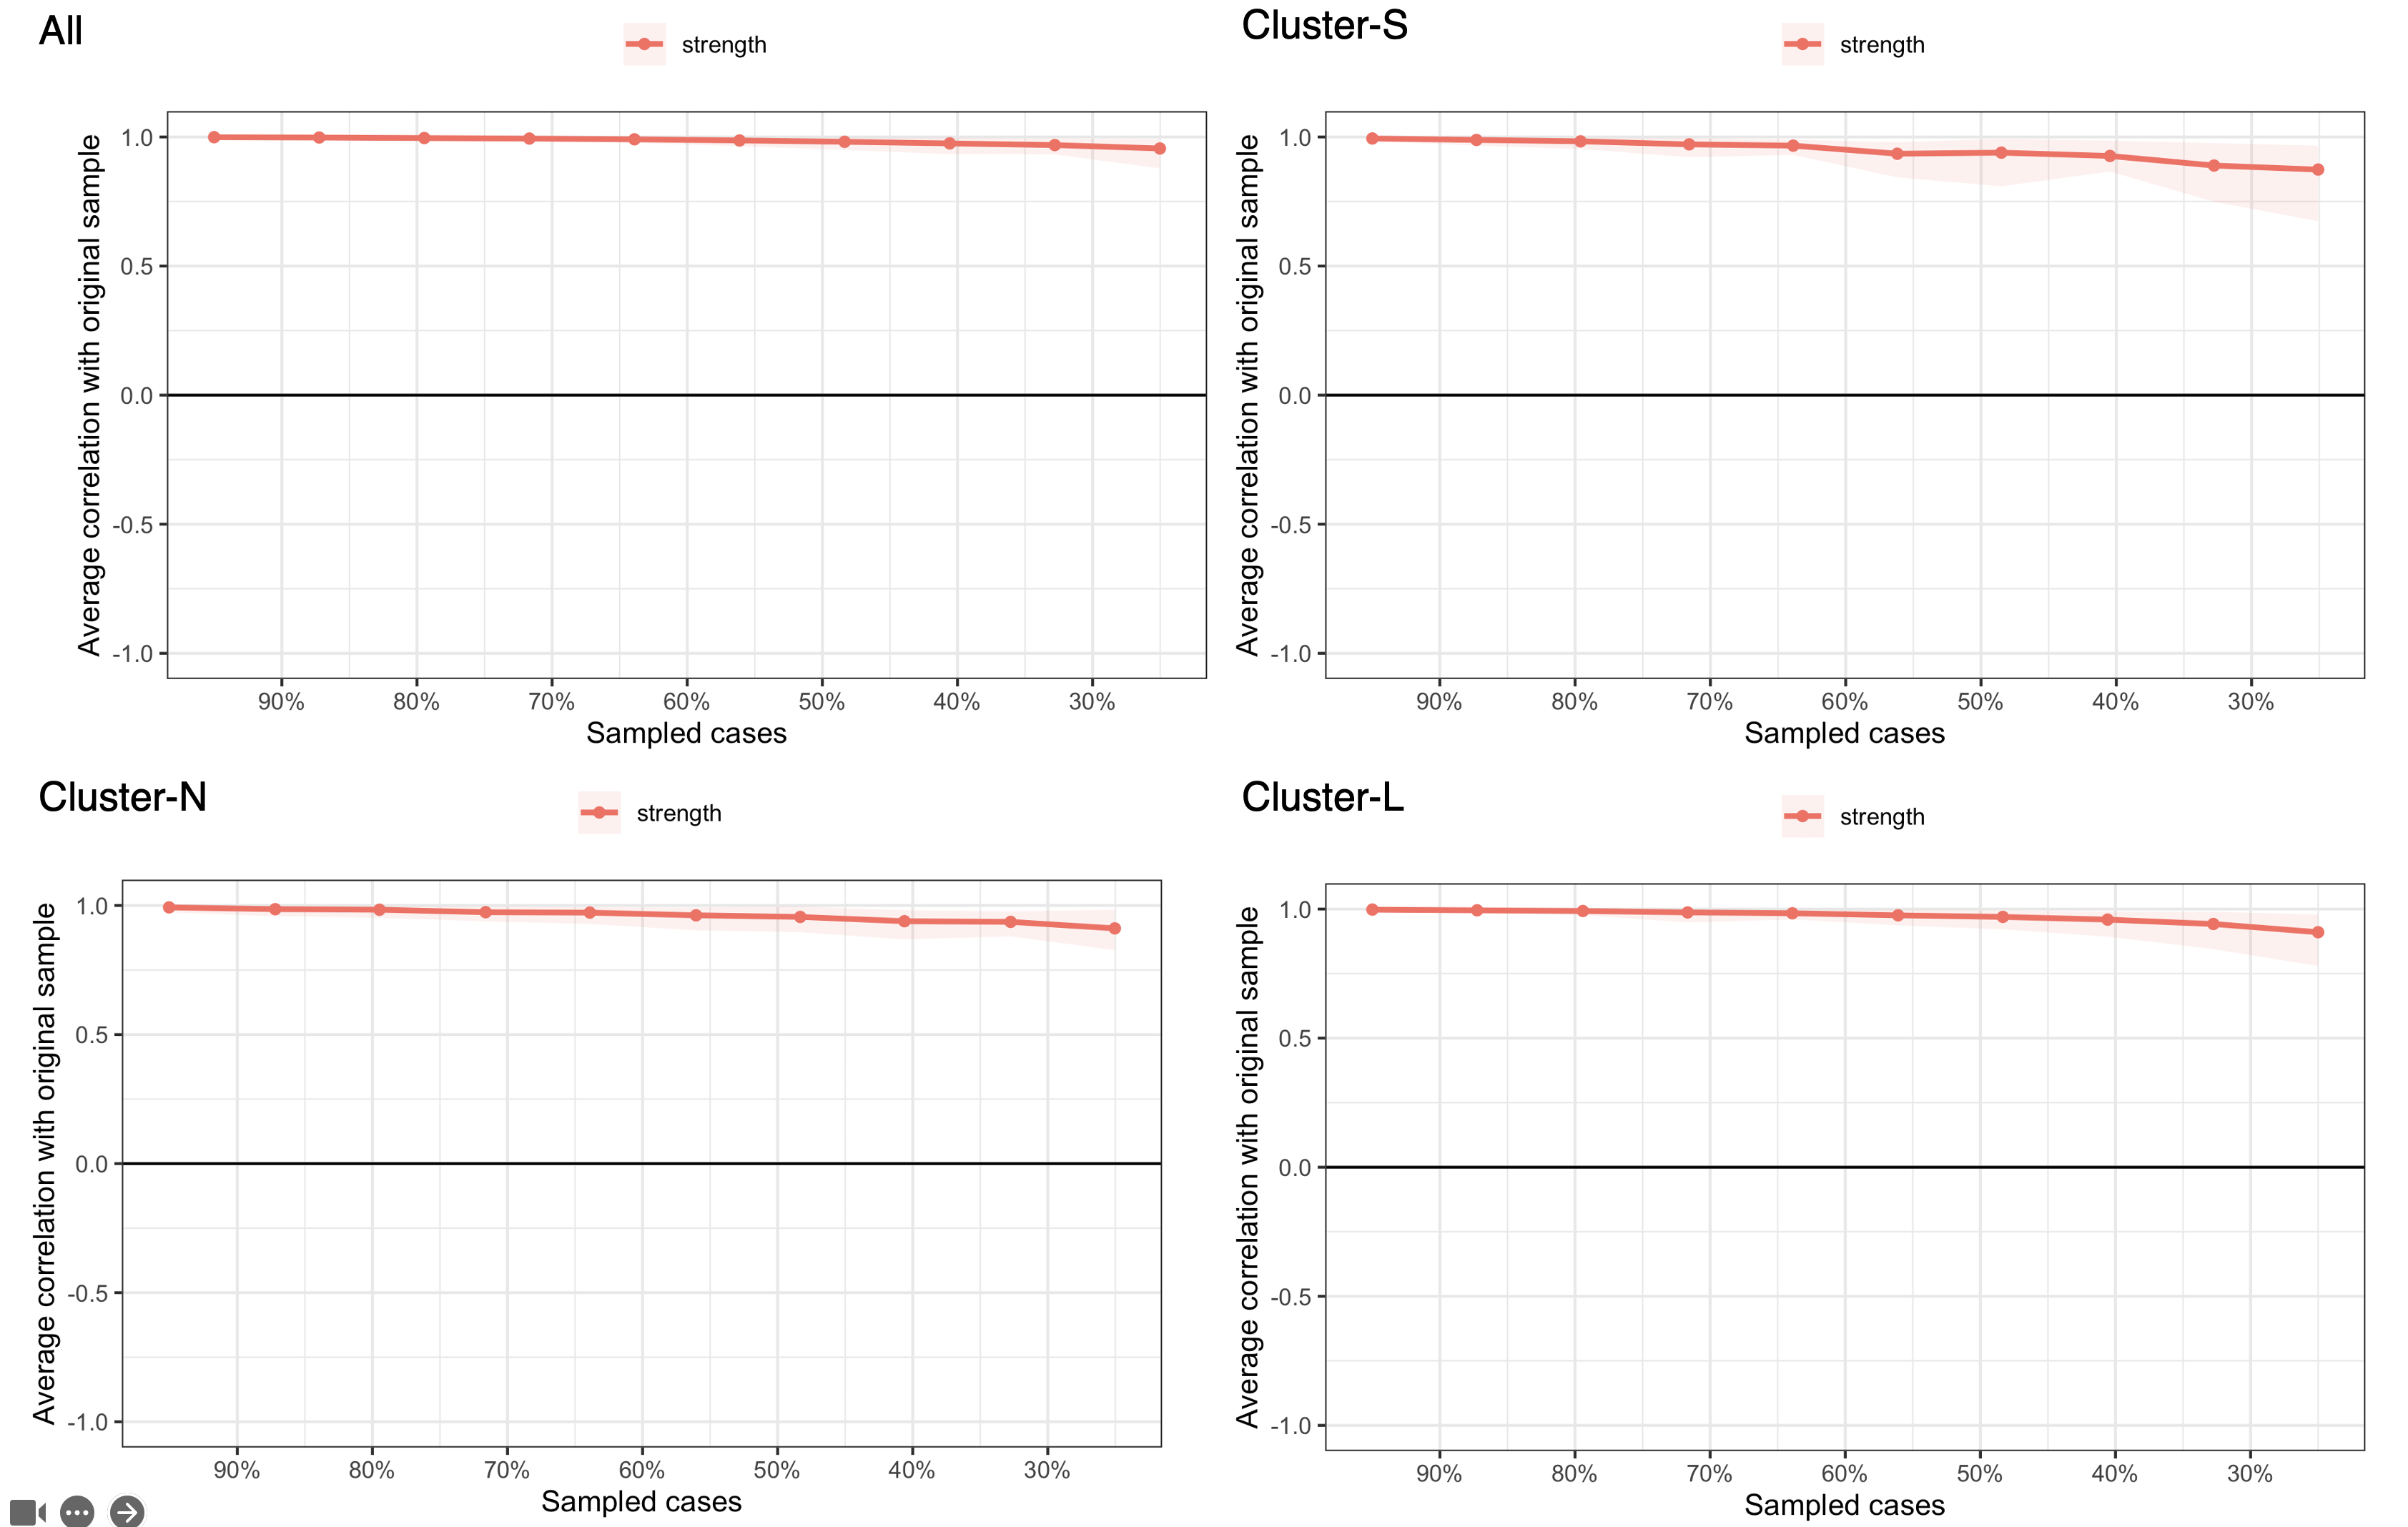 All
strength
1.0
0.5
0.0
-0.5
-1.0
Average correlation with original sample
90% 80% 70% 60% 50% 40% 30%
Sampled cases
Cluster-S
strength
1.0
0.5
0.0
-0.5
-1.0
Average correlation with original sample
90% 80% 70% 60% 50% 40% 30%
Sampled cases
Cluster-N
strength
1.0
0.5
0.0
-0.5
-1.0
Average correlation with original sample
90% 80% 70% 60% 50% 40% 30%
Sampled cases
Cluster-L
strength
1.0
0.5
0.0
-0.5
-1.0
Average correlation with original sample
90% 80% 70% 60% 50% 40% 30%
Sampled cases